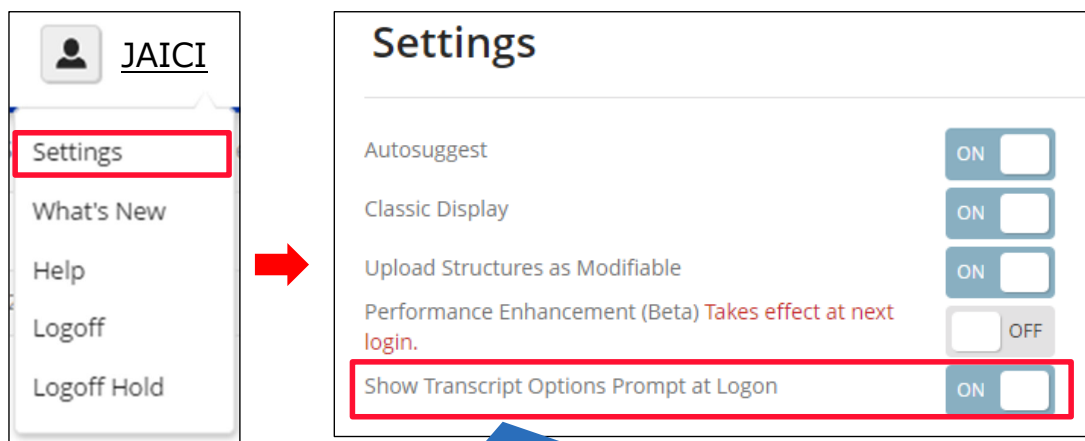 JAICI
Settings
What's New
Help
Logoff
Logoff Hold
Settings
Autosuggest ON
Classic Display ON
Upload Structures as Modifiable ON
Performance Enhancement (Beta) Takes effect at next
login. OFF
Show Transcript Options Prompt at Logon ON